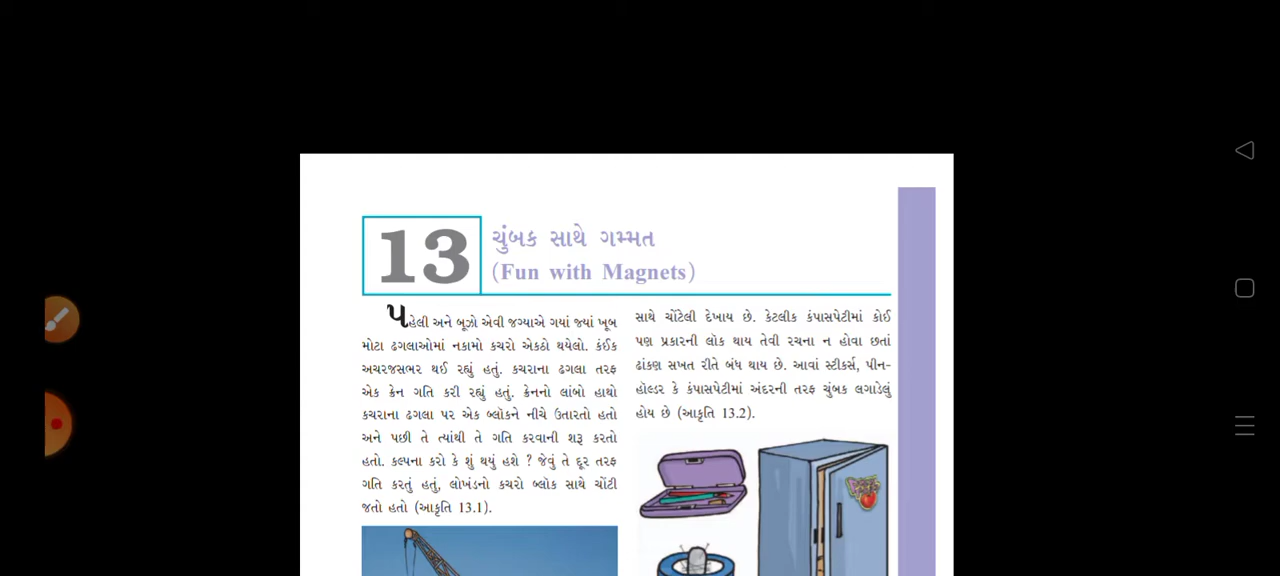 13
ચુંબક સાથે ગમ્મત
(Fun with Magnets)
પહેલી અને બૂઝો એવી જગ્યાએ ગયાં જ્યાં ખૂબ
મોટા ઢગલાઓમાં નકામો કચરો એકઠો થયેલો. કંઈક
અચરજસભર થઈ રહ્યું હતું. કચરાના ઢગલા તરફ
એક ક્રેન ગતિ કરી રહ્યું હતું. ક્રેનનો લાંબો હાથો
કચરાના ઢગલા પર એક બ્લૉકને નીચે ઉતારતો હતો
અને પછી તે ત્યાંથી તે ગતિ કરવાની શરૂ કરતો
હતો. કલ્પના કરો કે શું થયું હશે ? જેવું તે દૂર તરફ
ગતિ કરતું હતું, લોખંડનો કચરો બ્લૉક સાથે ચોંટી
જતો હતો (આકૃતિ 13.1).
સાથે ચોંટેલી દેખાય છે. કેટલીક કંપાસપેટીમાં કોઈ
પણ પ્રકારની લૉક થાય તેવી રચના ન હોવા છતાં
ઢાંકણ સખત રીતે બંધ થાય છે. આવાં સ્ટીકર્સ, પીન-
હૉલ્ડર કે કંપાસપેટીમાં અંદરની તરફ ચુંબક લગાડેલું
હોય છે (આકૃતિ 13.2).